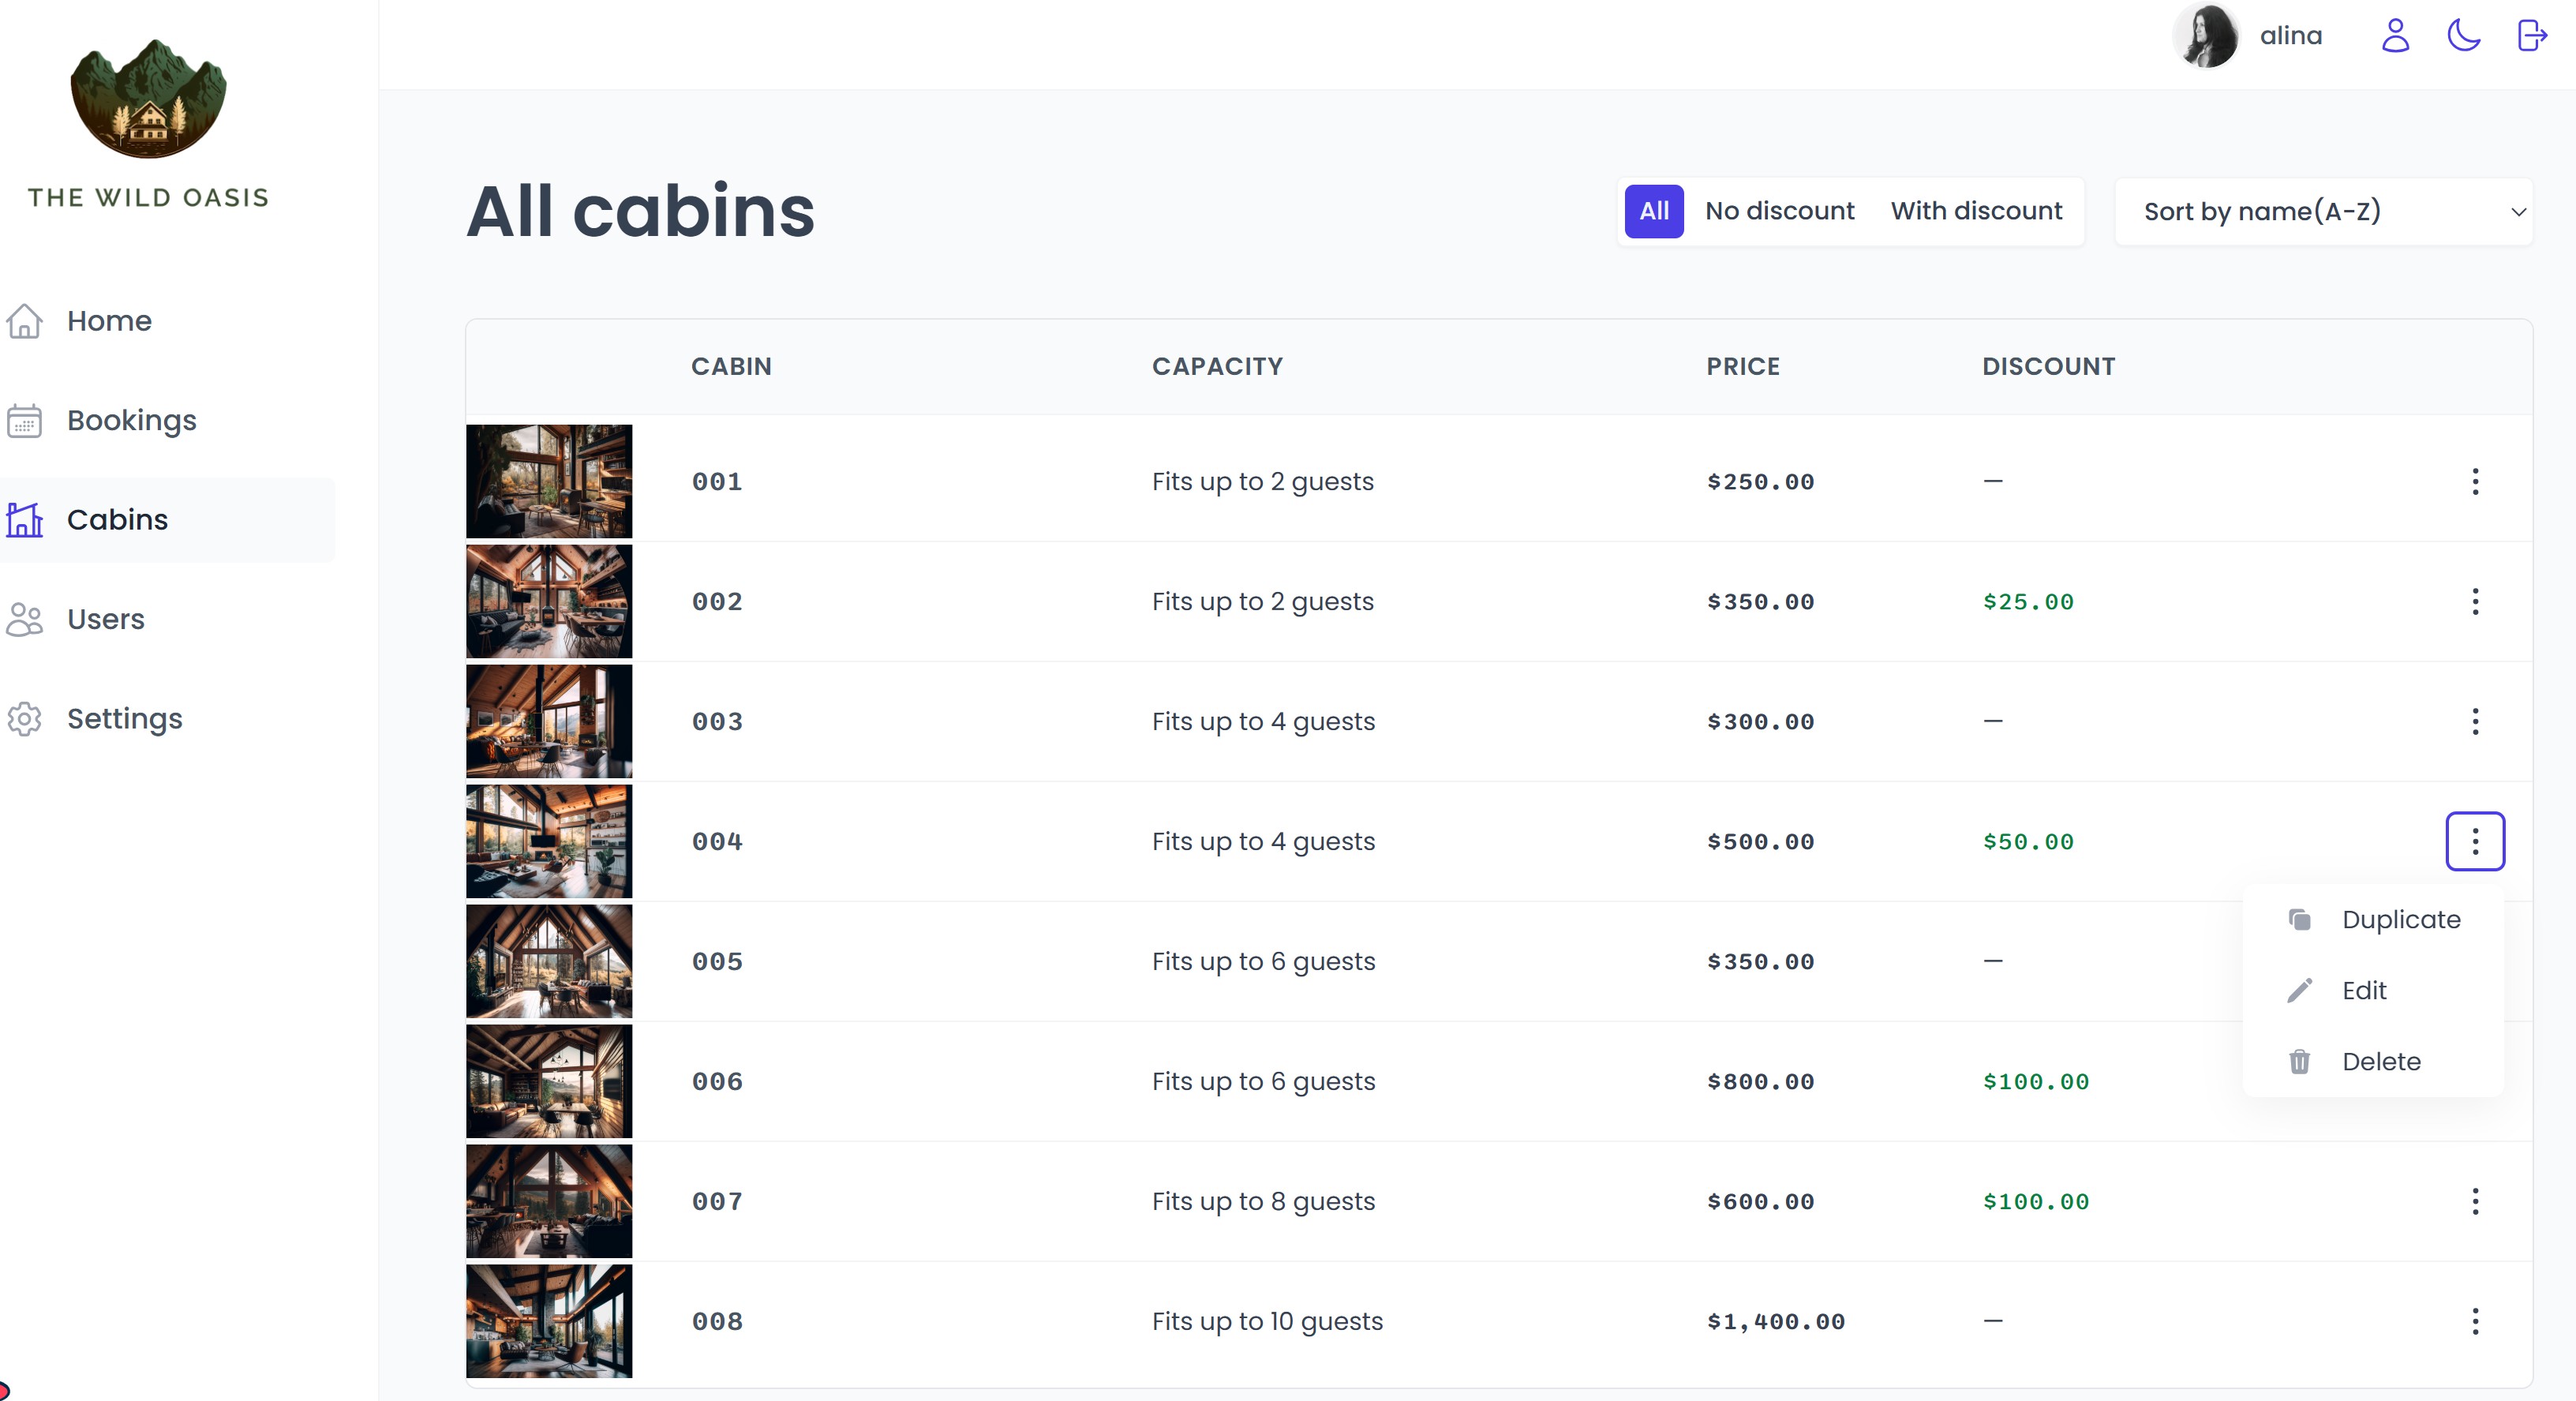 THE WILD OASIS
alina
Home
Bookings
Cabins
Users
Settings
All cabins
All No discount With discount
Sort by name(A-Z)
CABIN CAPACITY PRICE DISCOUNT
001 Fits up to 2 guests $250.00 —
002 Fits up to 2 guests $350.00 $25.00
003 Fits up to 4 guests $300.00 —
004 Fits up to 4 guests $500.00 $50.00
005 Fits up to 6 guests $350.00 —
006 Fits up to 6 guests $800.00 $100.00
007 Fits up to 8 guests $600.00 $100.00
008 Fits up to 10 guests $1,400.00 —
Duplicate
Edit
Delete